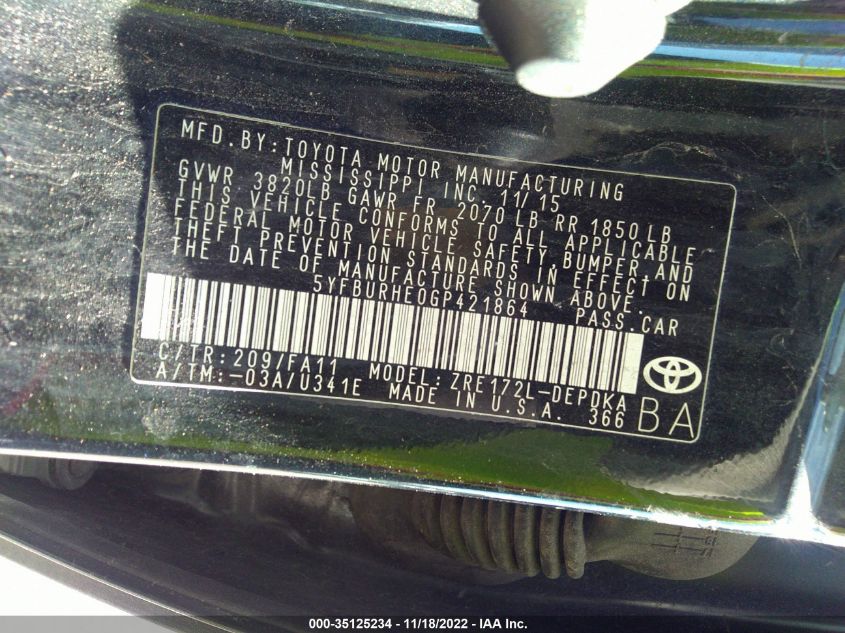 MFD. BY: TOYOTA MOTOR MANUFACTURING
MISSISSIPPI INC. 11/15
GVWR 3820LB GAWR FR 2070 LB RR 1850LB
THIS VEHICLE CONFORMS TO ALL APPLICABLE
FEDERAL MOTOR VEHICLE SAFETY, BUMPER, AND
THEFT PREVENTION STANDARDS IN EFFECT ON
THE DATE OF MANUFACTURE SHOWN ABOVE.
5YFBURHE0GP421864 PASS. CAR
C/TR: 209/FA11 MODEL: ZRE172L-DEPDKA
A/TM: -03A/U341E MADE IN U.S.A. 366
BA
000-35125234 - 11/18/2022 - IAA Inc.